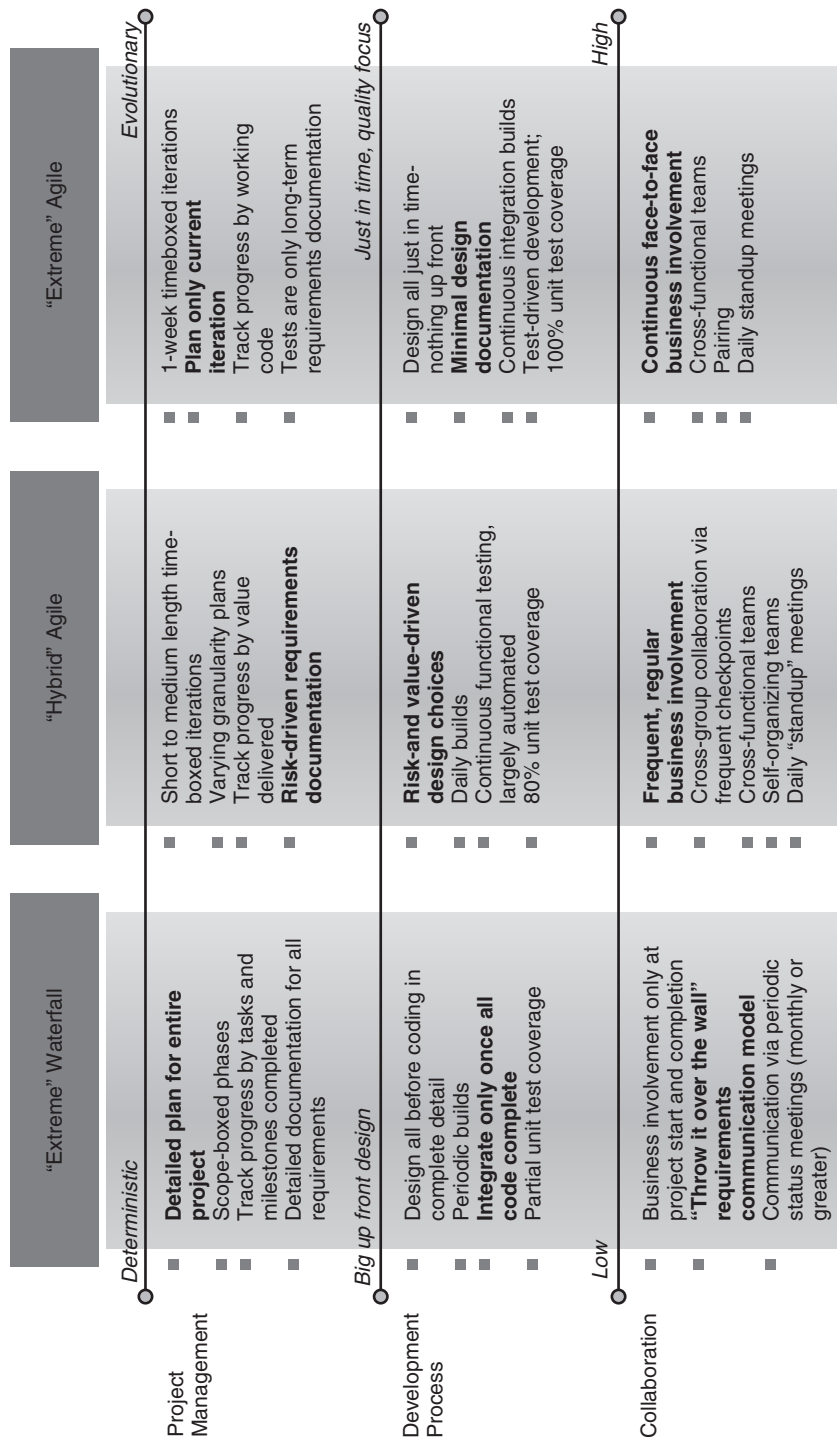 "Extreme" Waterfall
"Hybrid" Agile
"Extreme" Agile
Deterministic
Evolutionary
Project
Management
Detailed plan for entire
project
Scope-boxed phases
Track progress by tasks and
milestones completed
Detailed documentation for all
requirements
Short to medium length time-
boxed iterations
Varying granularity plans
Track progress by value
delivered
Risk-driven requirements
documentation
1-week timeboxed iterations
Plan only current
iteration
Track progress by working
code
Tests are only long-term
requirements documentation
Big up front design
Just in time, quality focus
Development
Process
Design all before coding in
complete detail
Periodic builds
Integrate only once all
code complete
Partial unit test coverage
Risk-and value-driven
design choices
Daily builds
Continuous functional testing,
largely automated
80% unit test coverage
Design all just in time-
nothing up front
Minimal design
documentation
Continuous integration builds
Test-driven development;
100% unit test coverage
Low
High
Collaboration
Business involvement only at
project start and completion
"Throw it over the wall"
requirements
communication model
Communication via periodic
status meetings (monthly or
greater)
Frequent, regular
business involvement
Cross-group collaboration via
frequent checkpoints
Cross-functional teams
Self-organizing teams
Daily "standup" meetings
Continuous face-to-face
business involvement
Cross-functional teams
Pairing
Daily standup meetings